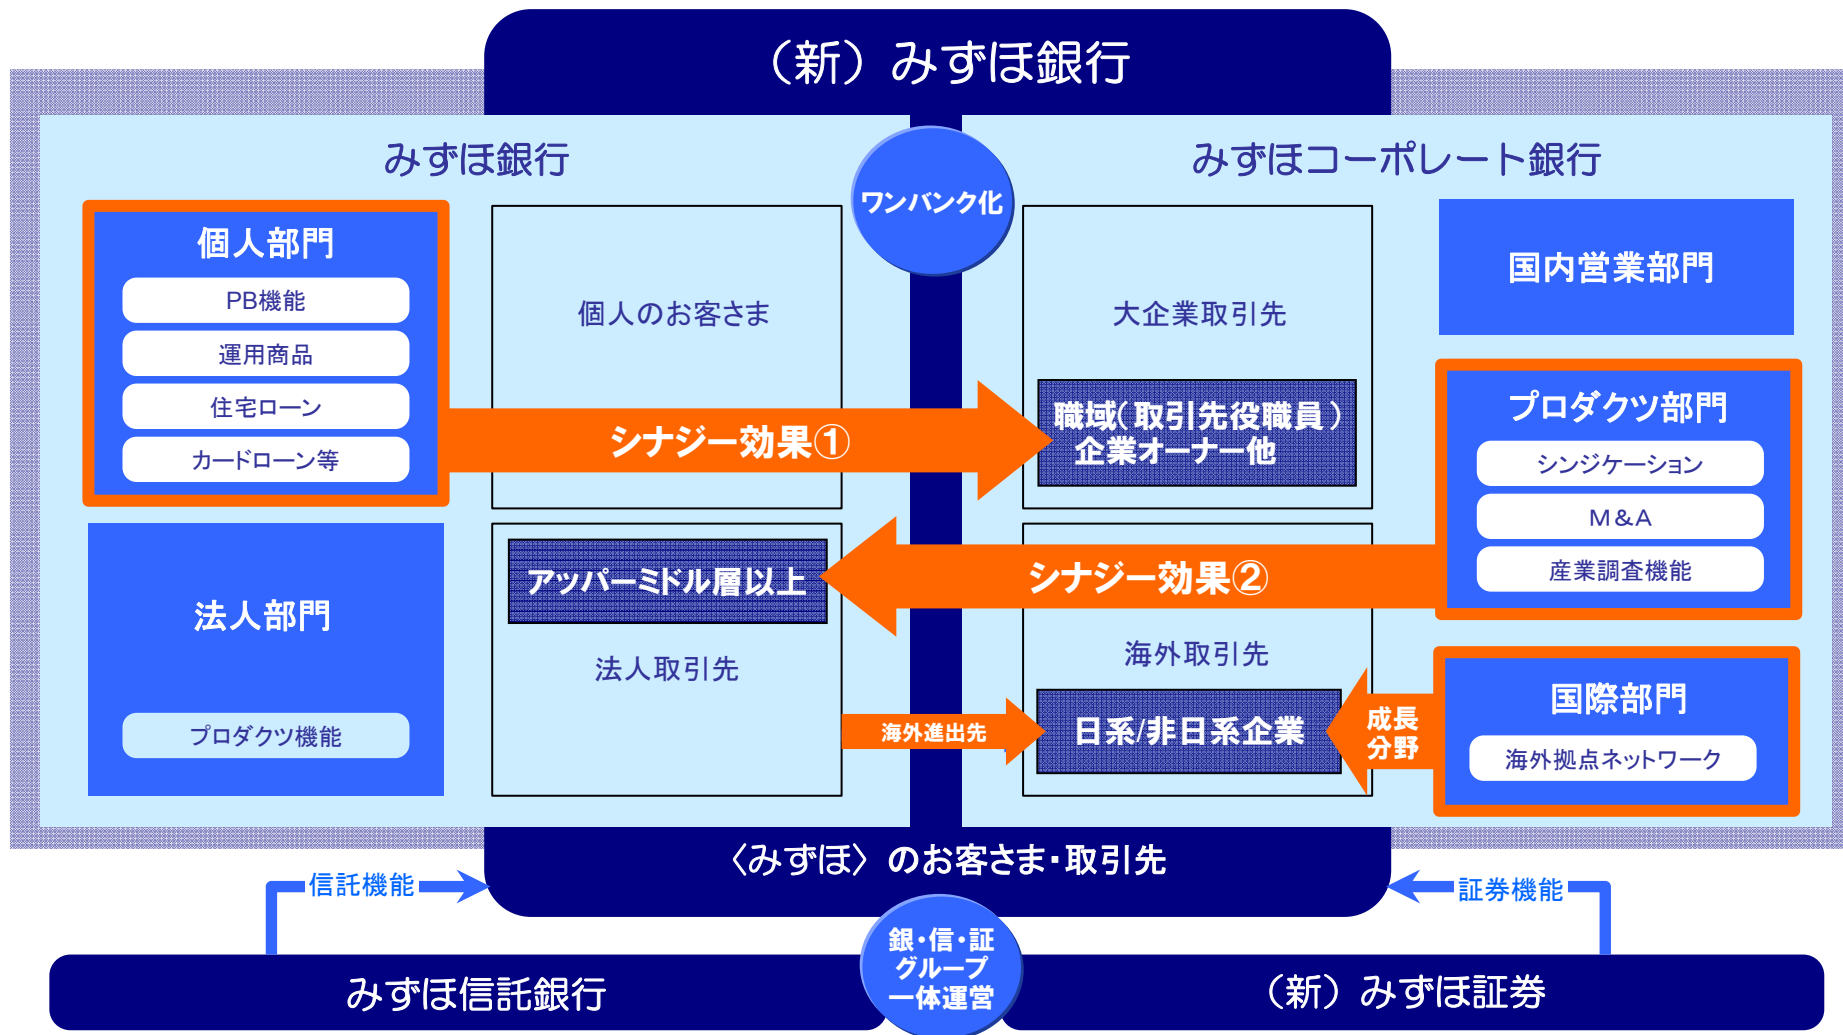 （新）みずほ銀行
みずほ銀行
ワンバンク化
みずほコーポレート銀行
個人部門
PB機能
運用商品
住宅ローン
カードローン等
個人のお客さま
大企業取引先
国内営業部門
シナジー効果①
職域（取引先役職員）
企業オーナー他
プロダクツ部門
シンジケーション
M&A
産業調査機能
法人部門
プロダクツ機能
アッパーミドル層以上
法人取引先
シナジー効果②
海外取引先
海外進出先
日系/非日系企業
成長
分野
国際部門
海外拠点ネットワーク
〈みずほ〉のお客さま・取引先
信託機能
証券機能
銀・信・証
グループ
一体運営
みずほ信託銀行
（新）みずほ証券